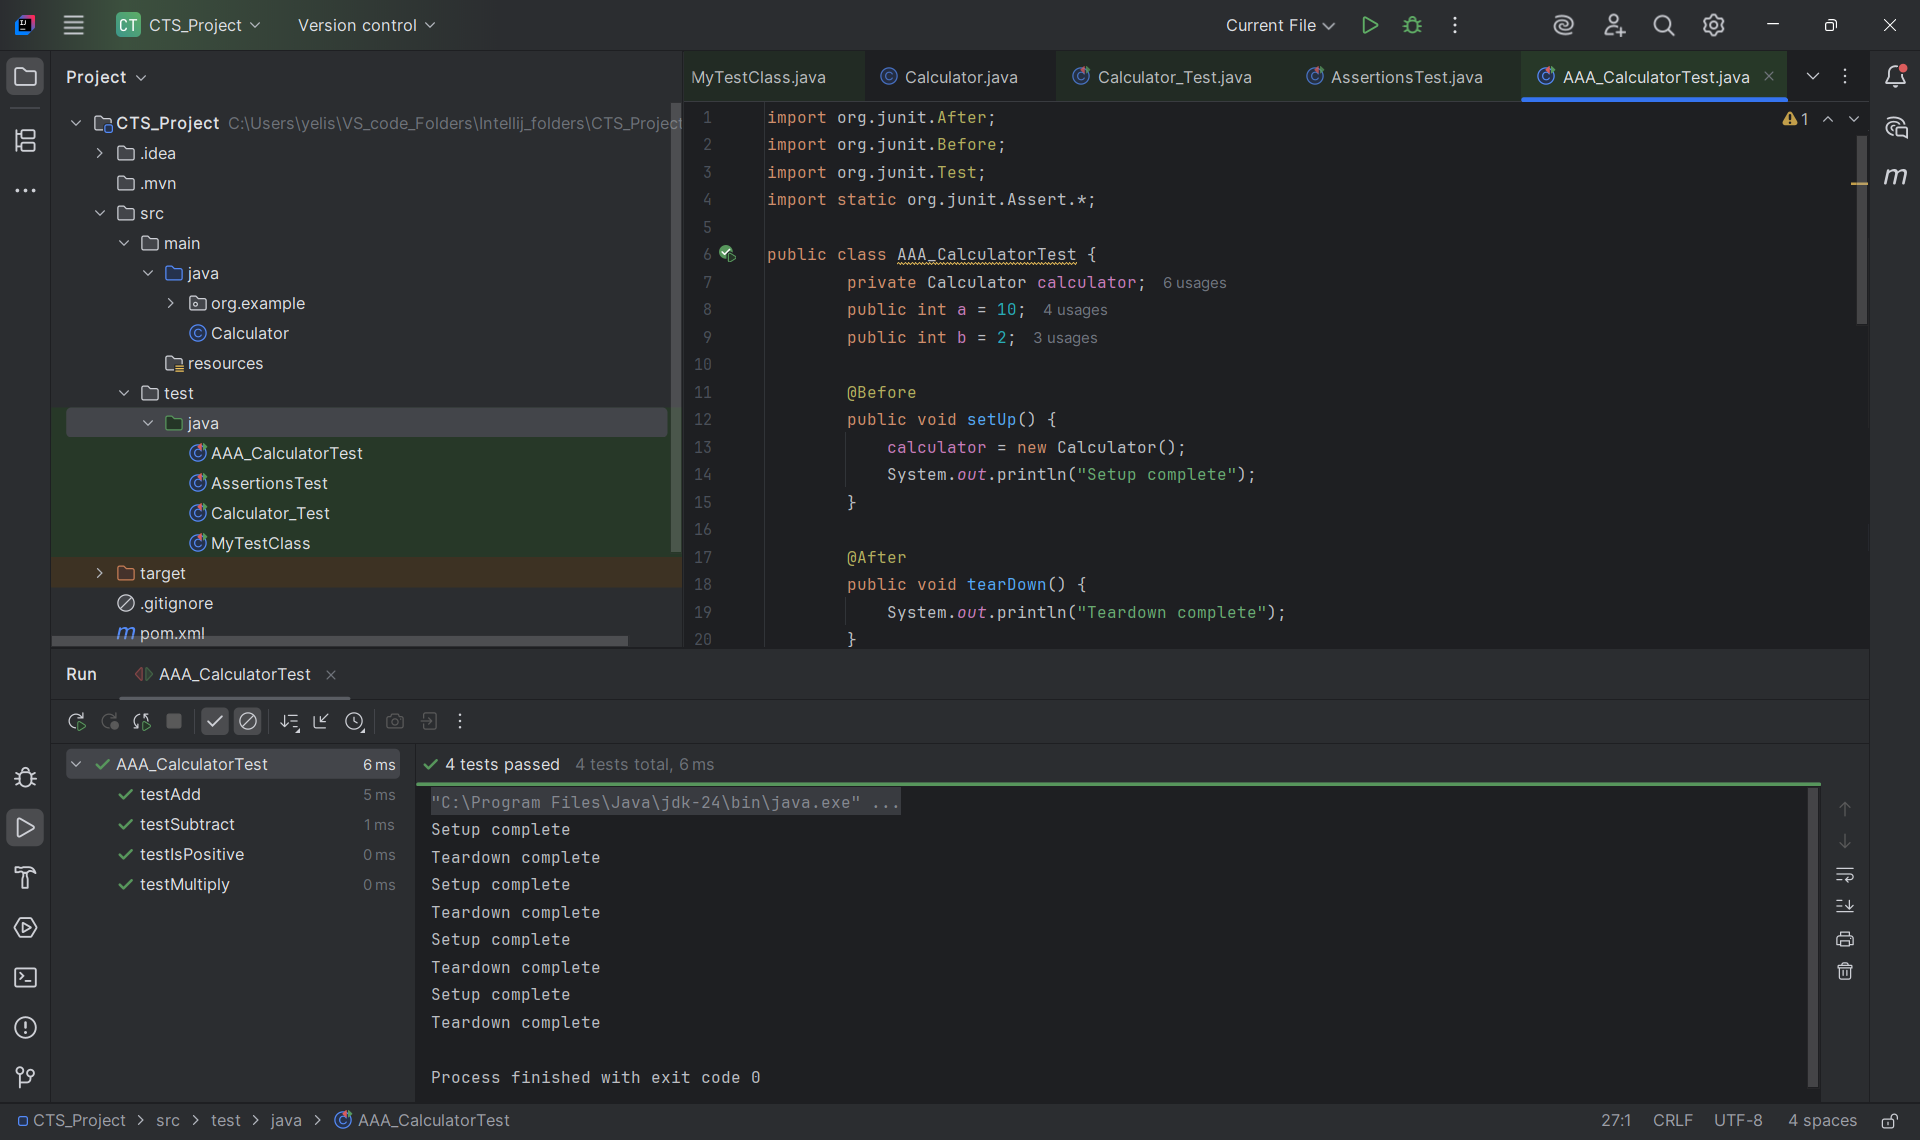 CT CTS_Project Version control Current File
Project
CTS_Project C:\Users\yelis\VS_code_Folders\Intellij_folders\CTS_Project
.idea
.mvn
src
main
java
org.example
Calculator
resources
test
java
AAA_CalculatorTest
AssertionsTest
Calculator_Test
MyTestClass
target
.gitignore
pom.xml
MyTestClass.java Calculator.java Calculator_Test.java AssertionsTest.java AAA_CalculatorTest.java
1 import org.junit.After; 1
2 import org.junit.Before;
3 import org.junit.Test;
4 import static org.junit.Assert.*;
5
6 public class AAA_CalculatorTest {
7 private Calculator calculator; 6 usages
8 public int a = 10; 4 usages
9 public int b = 2; 3 usages
10
11 @Before
12 public void setUp() {
13 calculator = new Calculator();
14 System.out.println("Setup complete");
15 }
16
17 @After
18 public void tearDown() {
19 System.out.println("Teardown complete");
20 }
m
Run AAA_CalculatorTest
AAA_CalculatorTest 6 ms
testAdd 5 ms
testSubtract 1 ms
testIsPositive 0 ms
testMultiply 0 ms
4 tests passed 4 tests total, 6 ms
"C:\Program Files\Java\jdk-24\bin\java.exe" ...
Setup complete
Teardown complete
Setup complete
Teardown complete
Setup complete
Teardown complete
Setup complete
Teardown complete
Process finished with exit code 0
CTS_Project > src > test > java > AAA_CalculatorTest 27:1 CRLF UTF-8 4 spaces